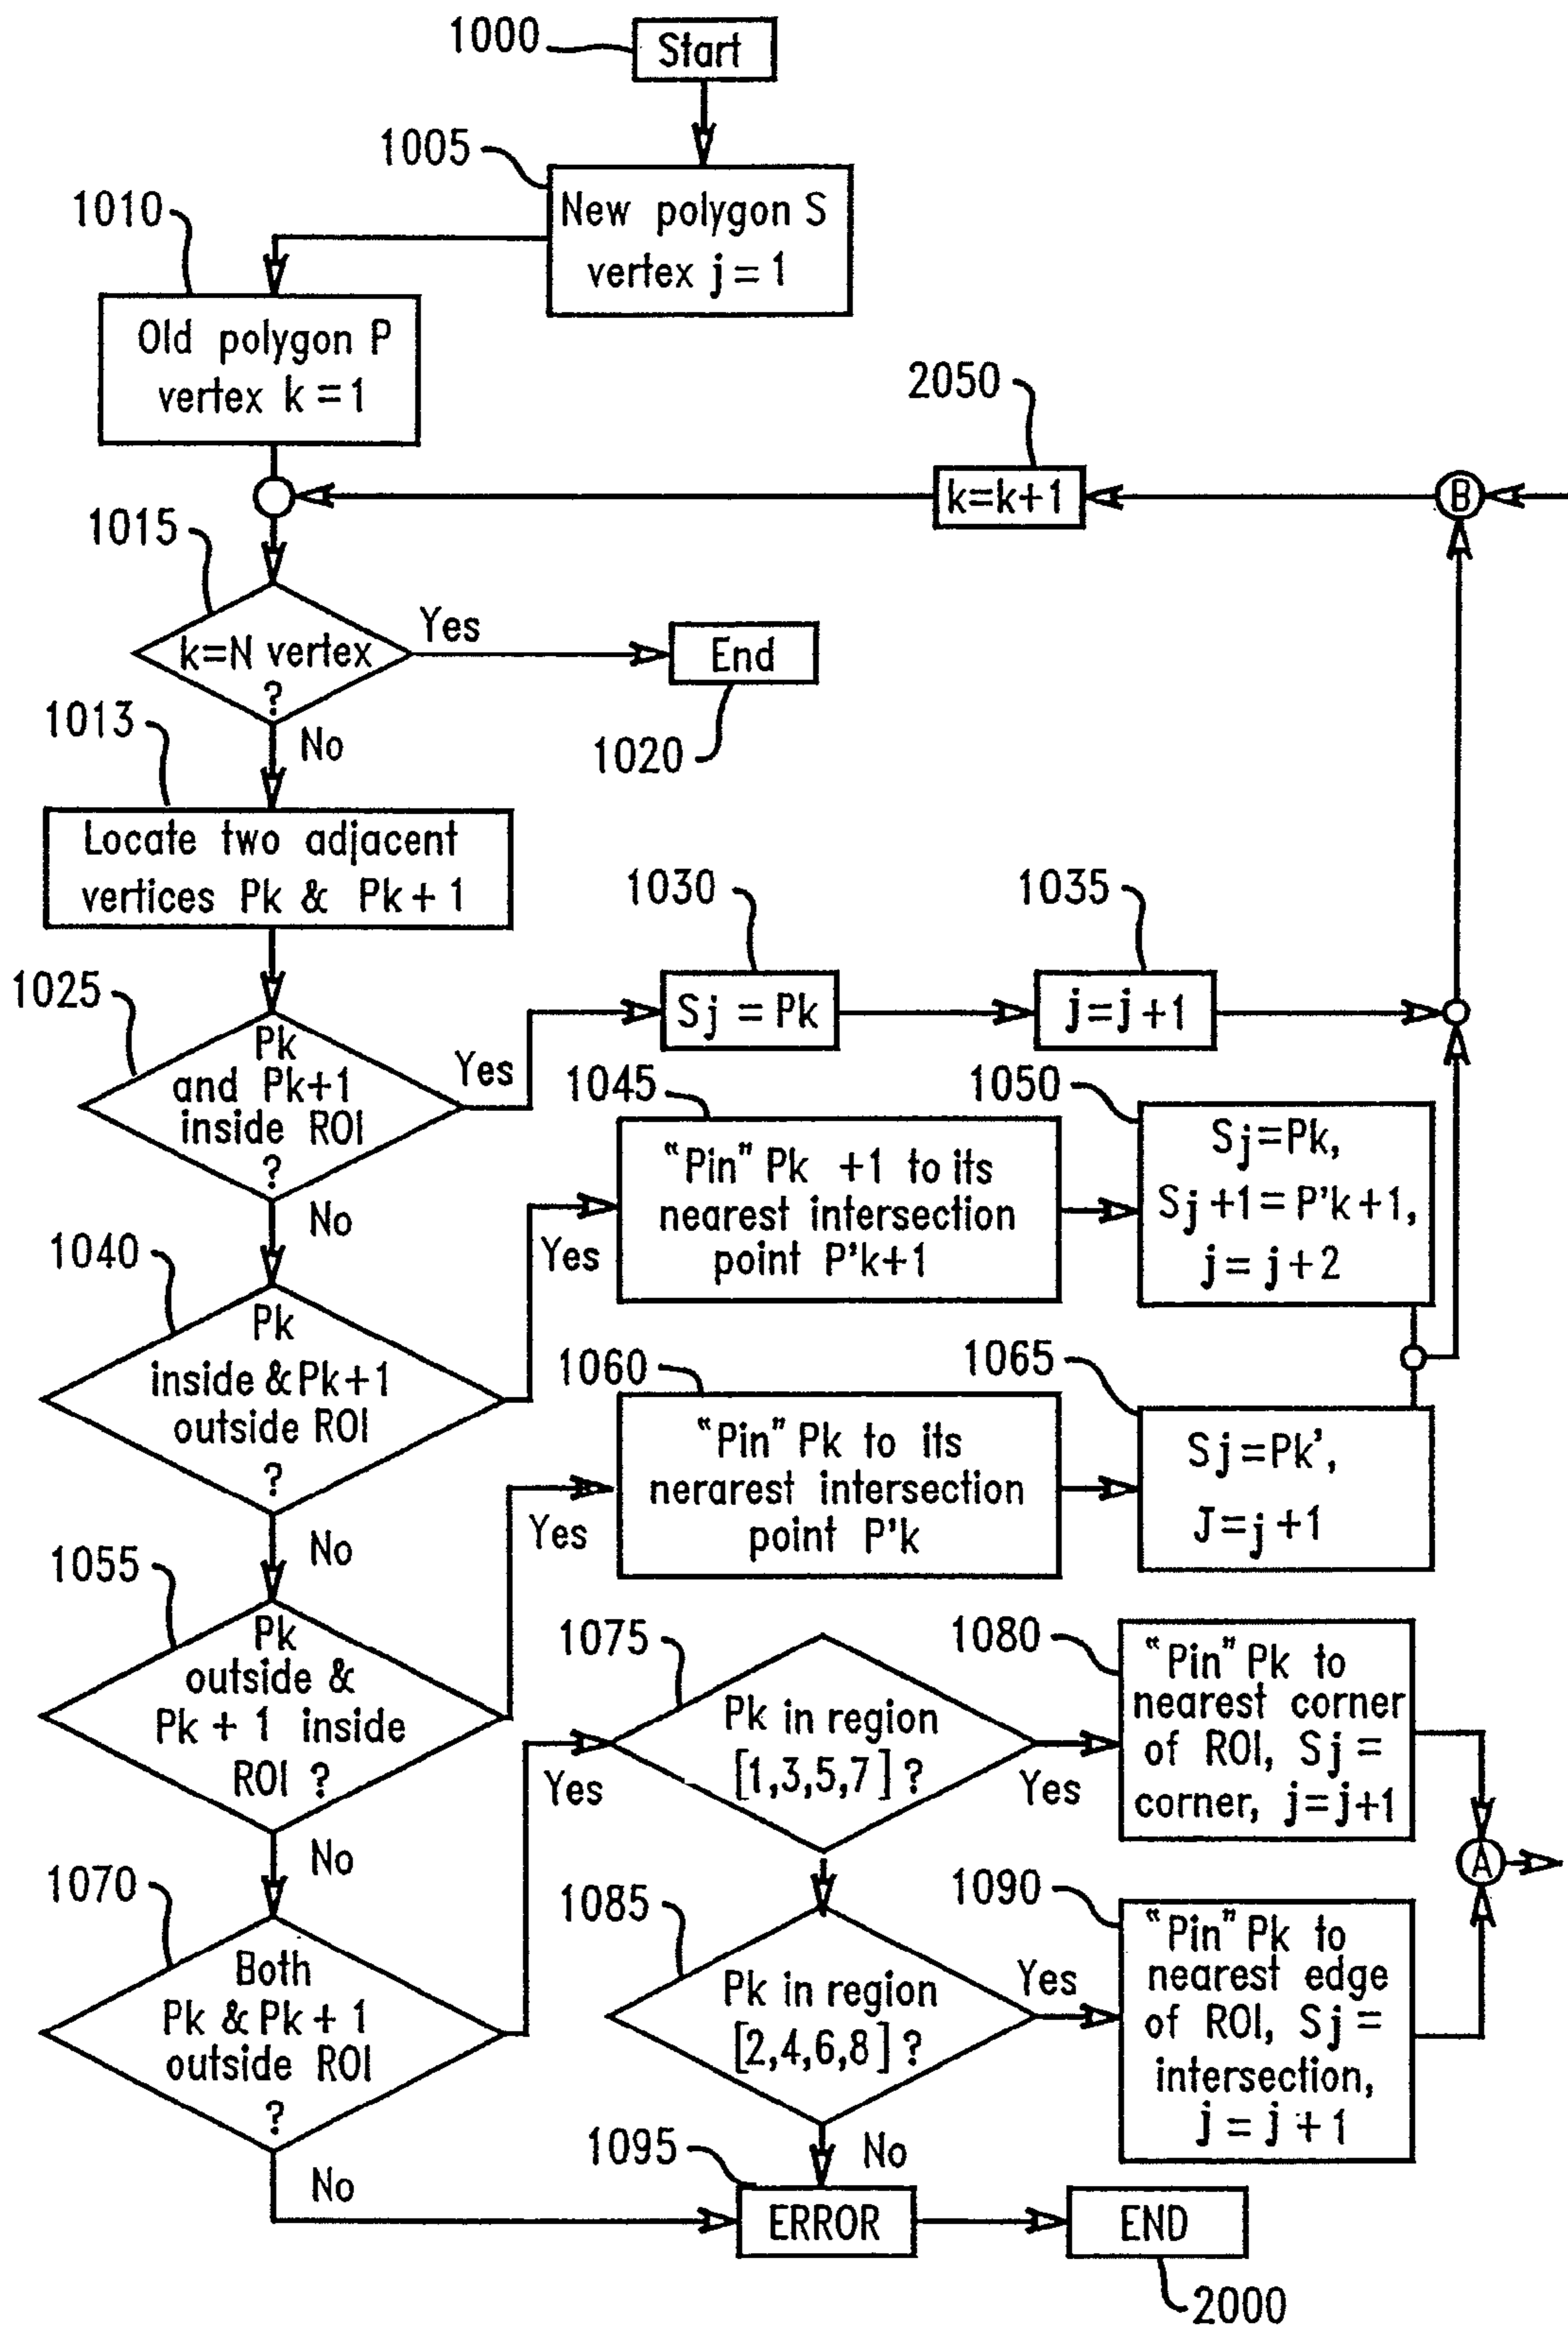 1000
Start
1005
New polygon S
vertex j = 1
1010
Old polygon P
vertex k = 1
2050
k=k+1
B
1015
k=N vertex
?
Yes
End
1020
No
1013
Locate two adjacent
vertices Pk & Pk + 1
1025
Pk
and Pk+1
inside ROI
?
Yes
1030
Sj = Pk
1035
j=j+1
No
1040
Pk
inside & Pk+1
outside ROI
?
Yes
1045
"Pin" Pk +1 to its
nearest intersection
point P'k+1
1050
Sj=Pk,
Sj +1= P'k+1,
j= j+2
No
1055
Pk
outside &
Pk + 1 inside
ROI ?
Yes
1060
"Pin" Pk to its
nerarest intersection
point P'k
1065
Sj=Pk',
J=j+1
No
1070
Both
Pk & Pk + 1
outside ROI
?
Yes
1075
Pk in region
[1,3,5,7] ?
Yes
1080
"Pin" Pk to
nearest corner
of ROI, Sj =
corner, j=j+1
A
1085
Pk in region
[2,4,6,8] ?
Yes
1090
"Pin" Pk to
nearest edge
of ROI, Sj =
intersection,
j = j +1
No
No
1095
ERROR
END
2000